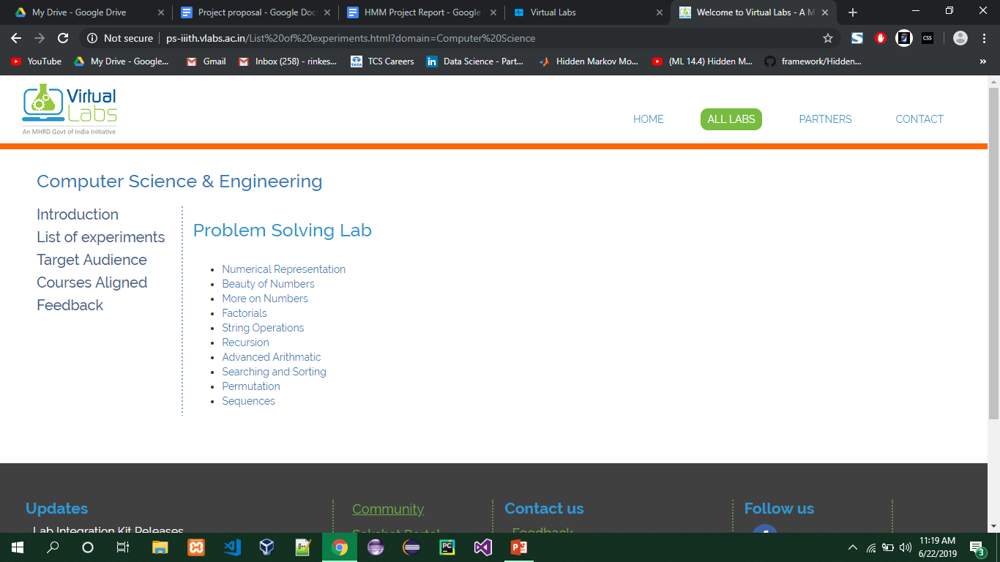 My Drive - Google Drive
Project proposal - Google Doc
HMM Project Report - Google
Virtual Labs
Welcome to Virtual Labs - A M
Not secure ps-iiith.vlabs.ac.in/List%20of%20experiments.html?domain=Computer%20Science
YouTube
My Drive - Google...
Gmail
Inbox (258) - rinkes...
TATA
TCS Careers
Data Science - Part...
Hidden Markov Mo...
(ML 14.4) Hidden M...
framework/Hidden...
CSS
»
Virtual
Labs
An MHRD Govt of India Initiative
HOME
ALL LABS
PARTNERS
CONTACT
Computer Science & Engineering
Introduction
List of experiments
Target Audience
Courses Aligned
Feedback
Problem Solving Lab
Numerical Representation
Beauty of Numbers
More on Numbers
Factorials
String Operations
Recursion
Advanced Arithmatic
Searching and Sorting
Permutation
Sequences
Updates
Lab Integration Kit Releases
Community
Sakshat Portal
Contact us
Feedback
Follow us
11:19 AM
6/22/2019
3